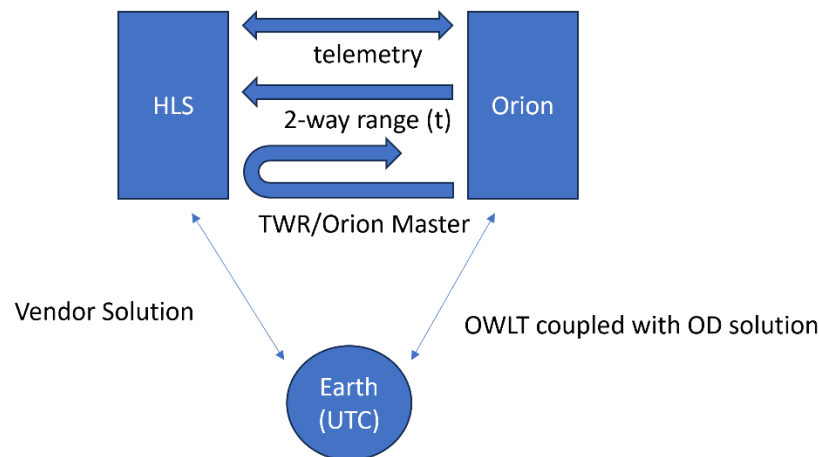 telemetry
HLS
Orion
2-way range (t)
TWR/Orion Master
Vendor Solution
OWLT coupled with OD solution
Earth
(UTC)